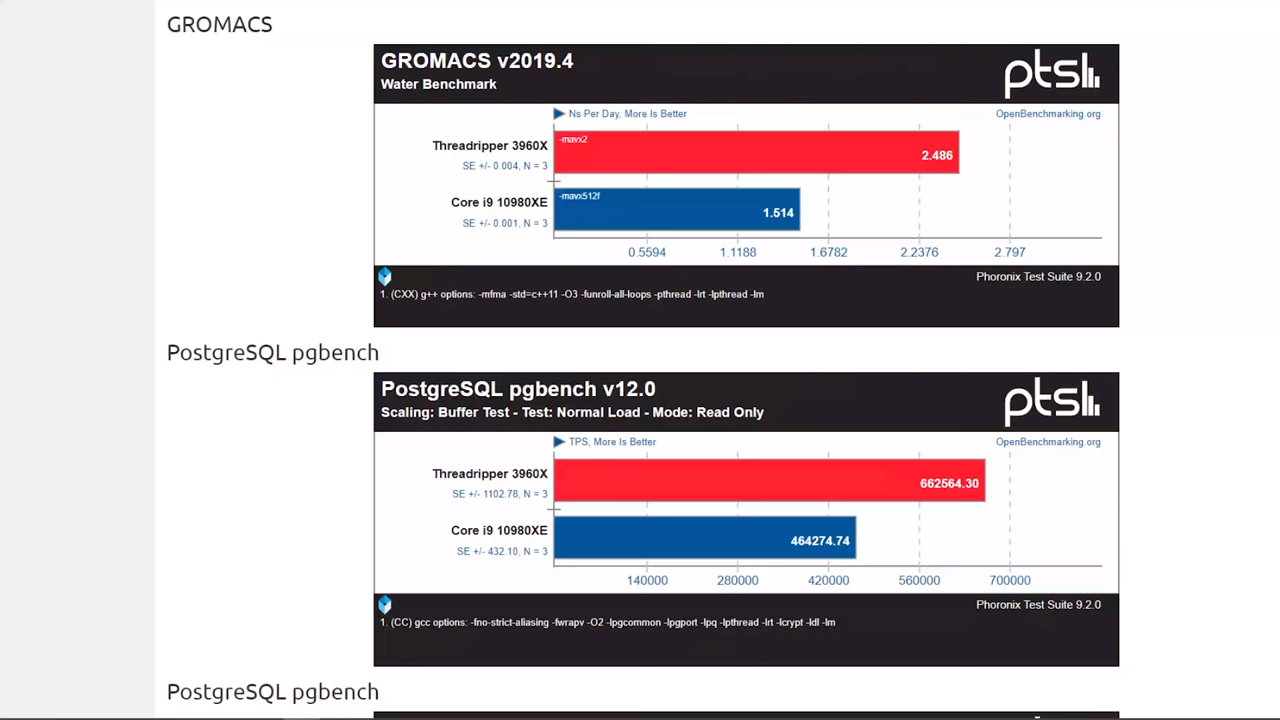 GROMACS
GROMACS v2019.4
Water Benchmark
ptsl
Ns Per Day, More Is Better
OpenBenchmarking.org
Threadripper 3960X
SE +/- 0.004, N = 3
-mavx2
2.486
Core i9 10980XE
SE +/- 0.001, N = 3
-mavx512f
1.514
0.5594 1.1188 1.6782 2.2376 2.797
Phoronix Test Suite 9.2.0
1. (CXX) g++ options: -mfma -std=c++11 -O3 -funroll-all-loops -pthread -lrt -lpthread -lm
PostgreSQL pgbench
PostgreSQL pgbench v12.0
Scaling: Buffer Test - Test: Normal Load - Mode: Read Only
ptsl
TPS, More Is Better
OpenBenchmarking.org
Threadripper 3960X
SE +/- 1102.78, N = 3
662564.30
Core i9 10980XE
SE +/- 432.10, N = 3
464274.74
140000 280000 420000 560000 700000
Phoronix Test Suite 9.2.0
1. (CC) gcc options: -fno-strict-aliasing -fwrapv -O2 -lpgcommon -lpgport -lpq -lpthread -lrt -lcrypt -ldl -lm
PostgreSQL pgbench